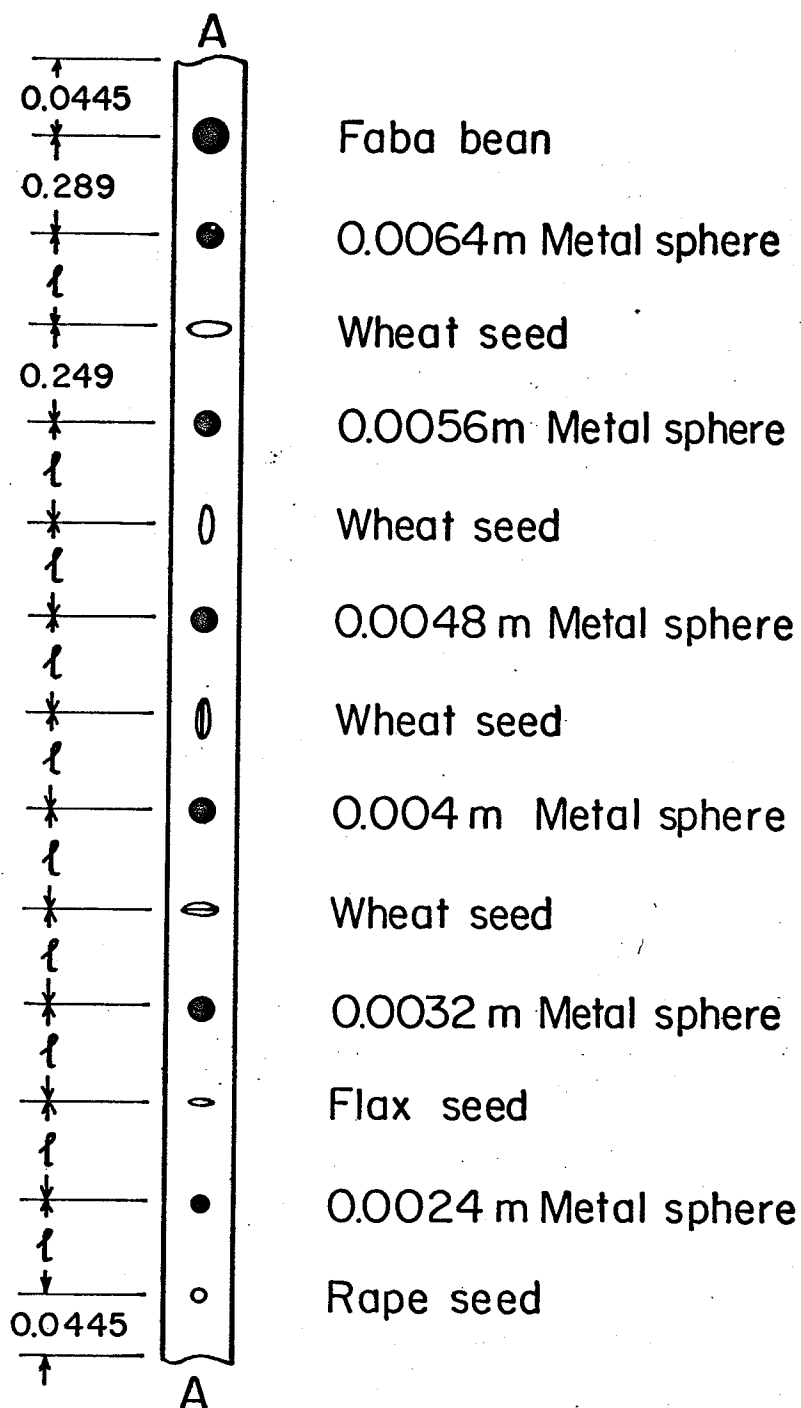 A
0.0445
Faba bean
0.289
0.0064m Metal sphere
ℓ
Wheat seed
0.249
0.0056m Metal sphere
ℓ
Wheat seed
ℓ
0.0048 m Metal sphere
ℓ
Wheat seed
ℓ
0.004 m Metal sphere
ℓ
Wheat seed
ℓ
0.0032 m Metal sphere
ℓ
Flax seed
ℓ
0.0024 m Metal sphere
ℓ
Rape seed
0.0445
A